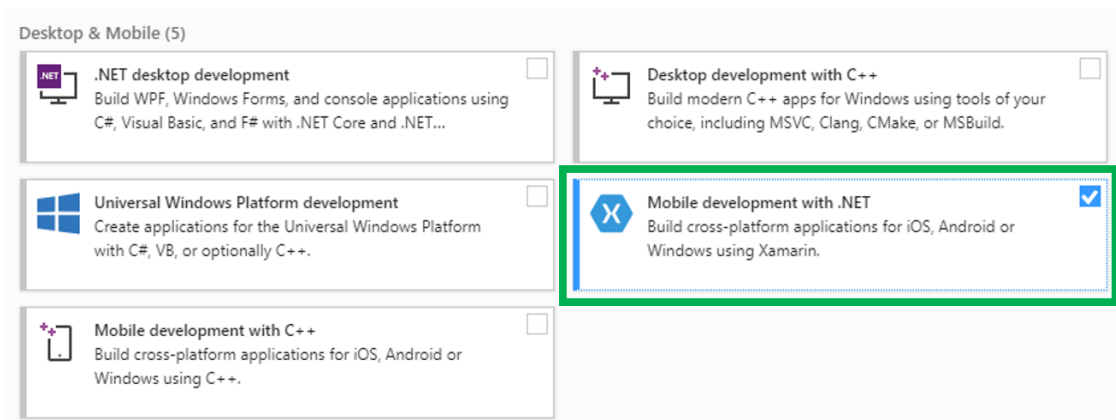 Desktop & Mobile (5)
.NET
.NET desktop development
Build WPF, Windows Forms, and console applications using
C#, Visual Basic, and F# with .NET Core and .NET...
Desktop development with C++
Build modern C++ apps for Windows using tools of your
choice, including MSVC, Clang, CMake, or MSBuild.
Universal Windows Platform development
Create applications for the Universal Windows Platform
with C#, VB, or optionally C++.
Mobile development with .NET
Build cross-platform applications for iOS, Android or
Windows using Xamarin.
Mobile development with C++
Build cross-platform applications for iOS, Android or
Windows using C++.